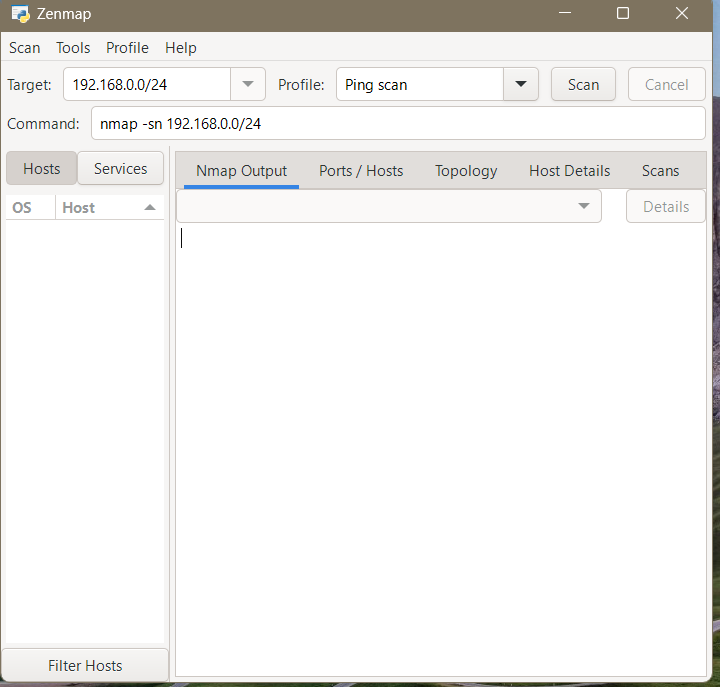 Zenmap
Scan Tools Profile Help
Target: 192.168.0.0/24 Profile: Ping scan Scan Cancel
Command: nmap -sn 192.168.0.0/24
Hosts Services Nmap Output Ports / Hosts Topology Host Details Scans
OS Host Details
Filter Hosts